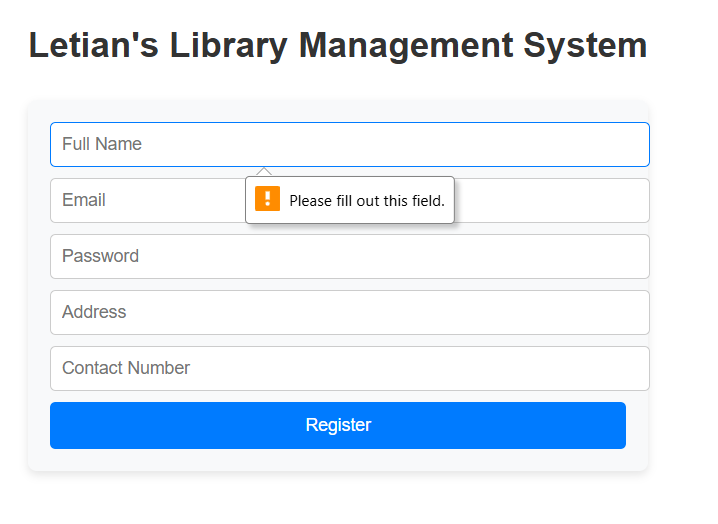 Letian's Library Management System
Full Name
Email
Please fill out this field.
Password
Address
Contact Number
Register